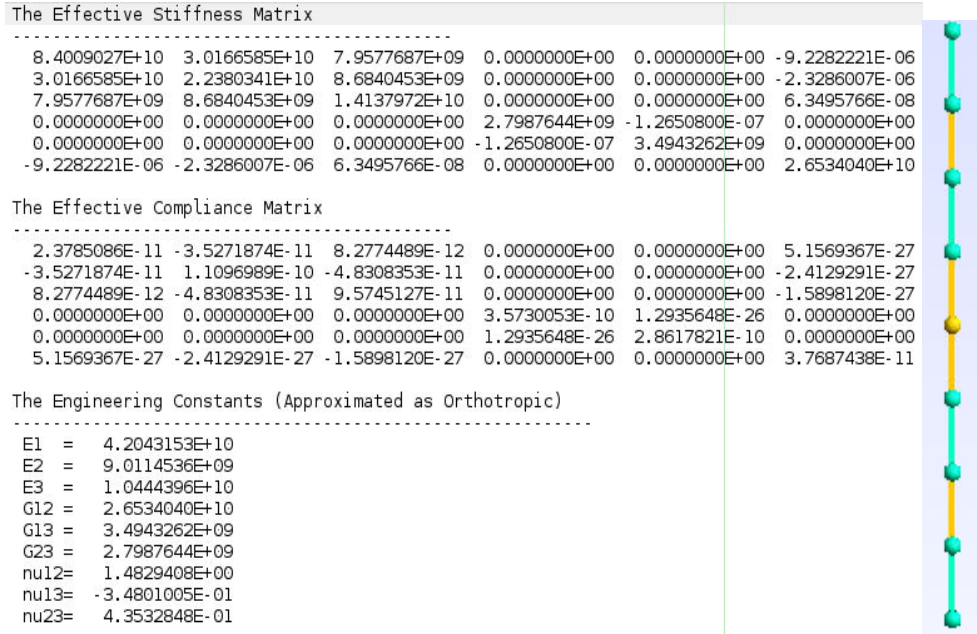 The Effective Stiffness Matrix
-------------------------------------------
8.4009027E+10 3.0166585E+10 7.9577687E+09 0.0000000E+00 0.0000000E+00 -9.2282221E-06
3.0166585E+10 2.2380341E+10 8.6840453E+09 0.0000000E+00 0.0000000E+00 -2.3286007E-06
7.9577687E+09 8.6840453E+09 1.4137972E+10 0.0000000E+00 0.0000000E+00 6.3495766E-08
0.0000000E+00 0.0000000E+00 0.0000000E+00 2.7987644E+09 -1.2650800E-07 0.0000000E+00
0.0000000E+00 0.0000000E+00 0.0000000E+00 -1.2650800E-07 3.4943262E+09 0.0000000E+00
-9.2282221E-06 -2.3286007E-06 6.3495766E-08 0.0000000E+00 0.0000000E+00 2.6534040E+10
The Effective Compliance Matrix
-------------------------------------------
2.3785086E-11 -3.5271874E-11 8.2774489E-12 0.0000000E+00 0.0000000E+00 5.1569367E-27
-3.5271874E-11 1.1096989E-10 -4.8308353E-11 0.0000000E+00 0.0000000E+00 -2.4129291E-27
8.2774489E-12 -4.8308353E-11 9.5745127E-11 0.0000000E+00 0.0000000E+00 -1.5898120E-27
0.0000000E+00 0.0000000E+00 0.0000000E+00 3.5730053E-10 1.2935648E-26 0.0000000E+00
0.0000000E+00 0.0000000E+00 0.0000000E+00 1.2935648E-26 2.8617821E-10 0.0000000E+00
5.1569367E-27 -2.4129291E-27 -1.5898120E-27 0.0000000E+00 0.0000000E+00 3.7687438E-11
The Engineering Constants (Approximated as Orthotropic)
---------------------------------------------------------
E1 = 4.2043153E+10
E2 = 9.0114536E+09
E3 = 1.0444396E+10
G12 = 2.6534040E+10
G13 = 3.4943262E+09
G23 = 2.7987644E+09
nu12= 1.4829408E+00
nu13= -3.4801005E-01
nu23= 4.3532848E-01